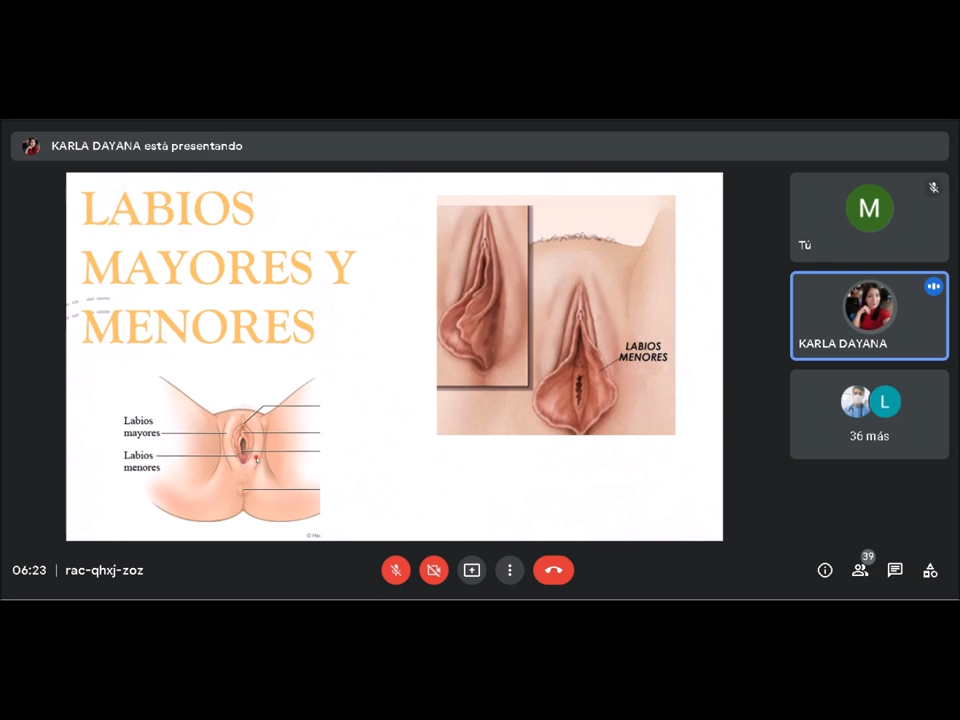 KARLA DAYANA está presentando
LABIOS
MAYORES Y
MENORES
LABIOS
MENORES
Labios
mayores
Labios
menores
M
Tú
KARLA DAYANA
L
36 más
06:23 | rac-qhxj-zoz
39